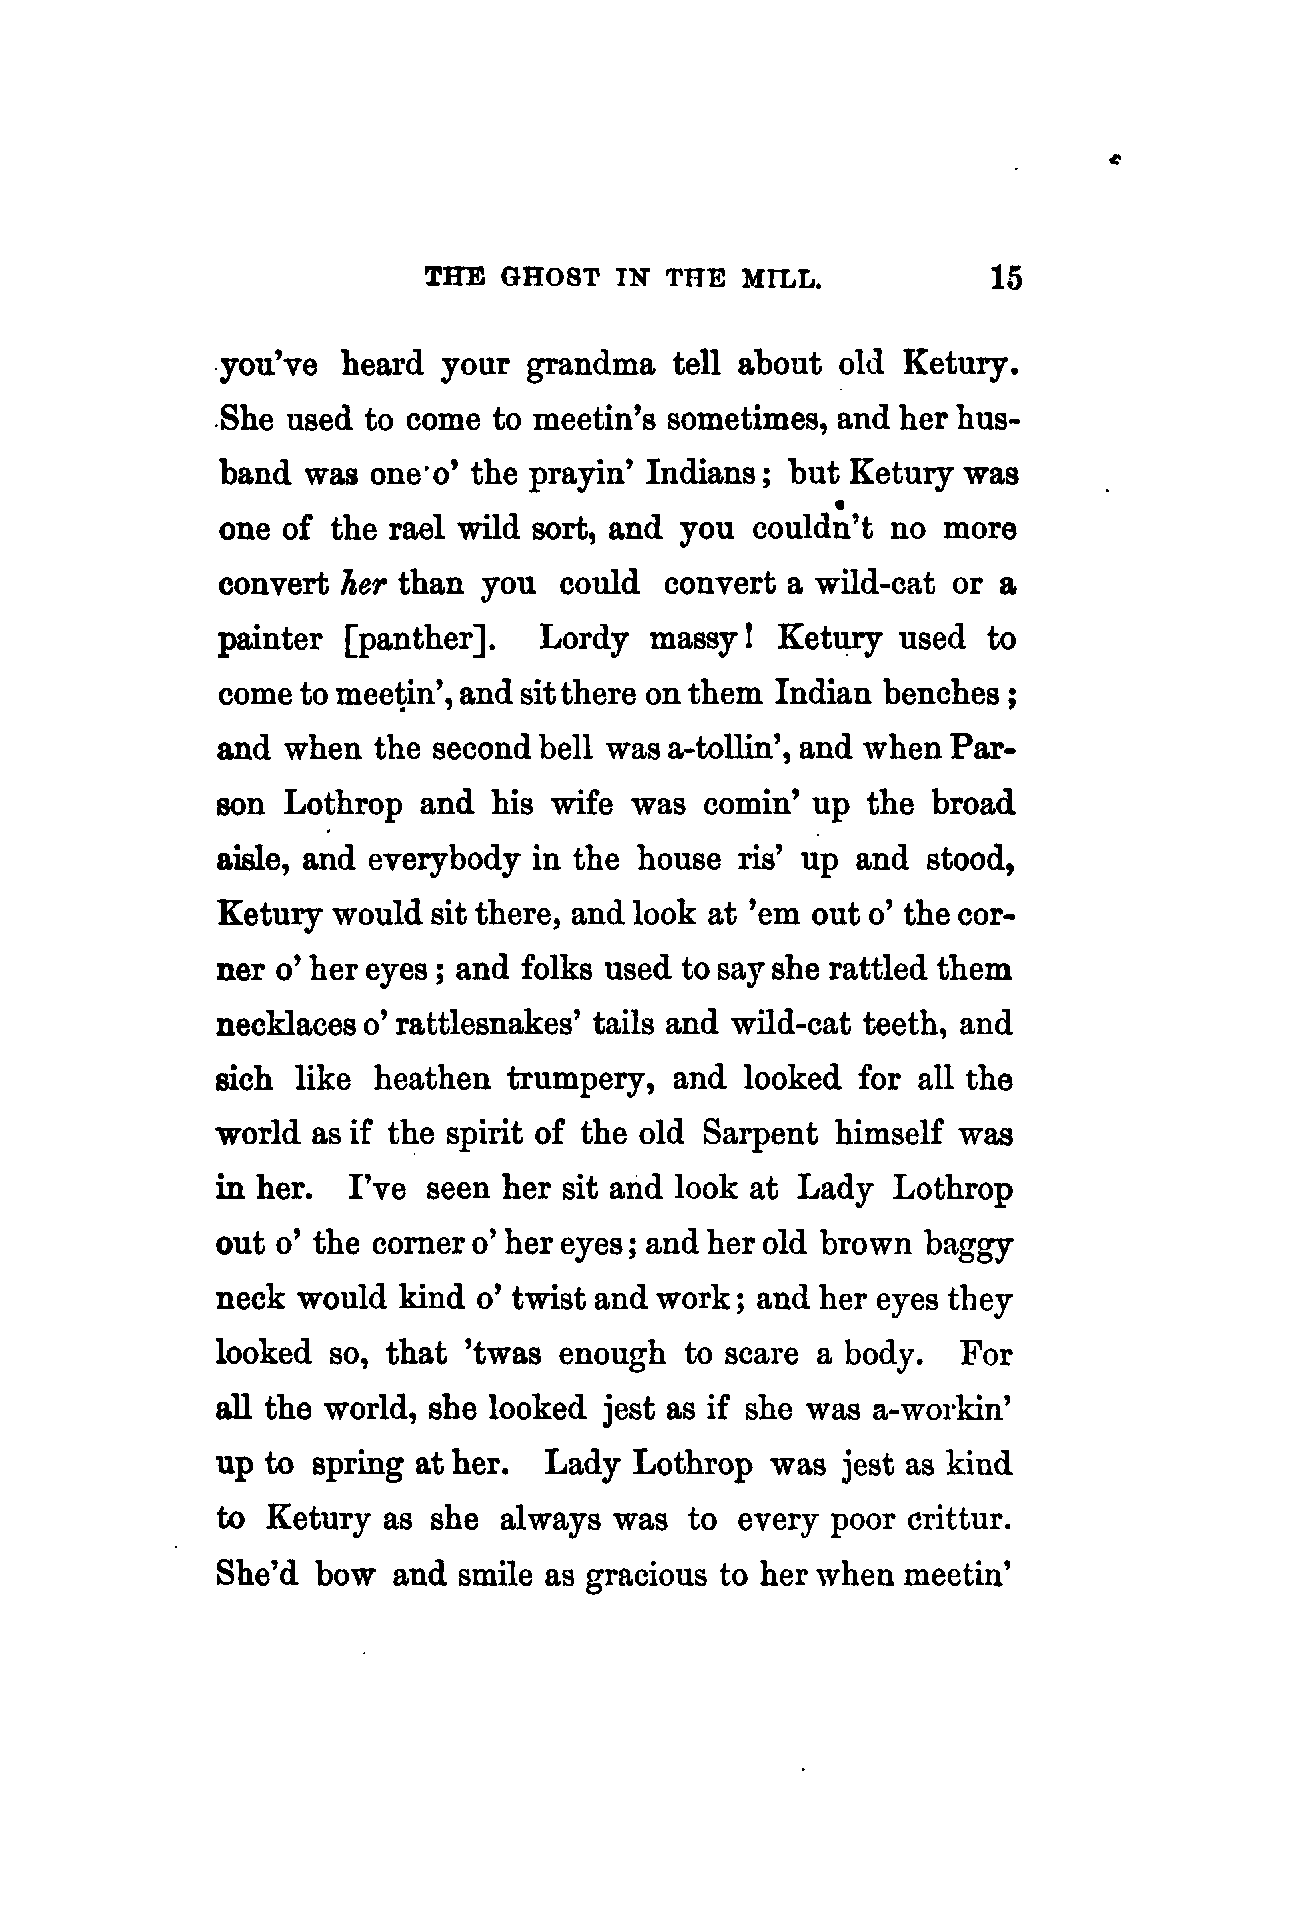 THE GHOST IN THE MILL. 15
you've heard your grandma tell about old Ketury.
She used to come to meetin's sometimes, and her hus-
band was one o' the prayin' Indians; but Ketury was
one of the rael wild sort, and you couldn't no more
convert her than you could convert a wild-cat or a
painter [panther]. Lordy massy! Ketury used to
come to meetin', and sit there on them Indian benches;
and when the second bell was a-tollin', and when Par-
son Lothrop and his wife was comin' up the broad
aisle, and everybody in the house ris' up and stood,
Ketury would sit there, and look at 'em out o' the cor-
ner o' her eyes; and folks used to say she rattled them
necklaces o' rattlesnakes' tails and wild-cat teeth, and
sich like heathen trumpery, and looked for all the
world as if the spirit of the old Sarpent himself was
in her. I've seen her sit and look at Lady Lothrop
out o' the corner o' her eyes; and her old brown baggy
neck would kind o' twist and work; and her eyes they
looked so, that 'twas enough to scare a body. For
all the world, she looked jest as if she was a-workin'
up to spring at her. Lady Lothrop was jest as kind
to Ketury as she always was to every poor crittur.
She'd bow and smile as gracious to her when meetin'